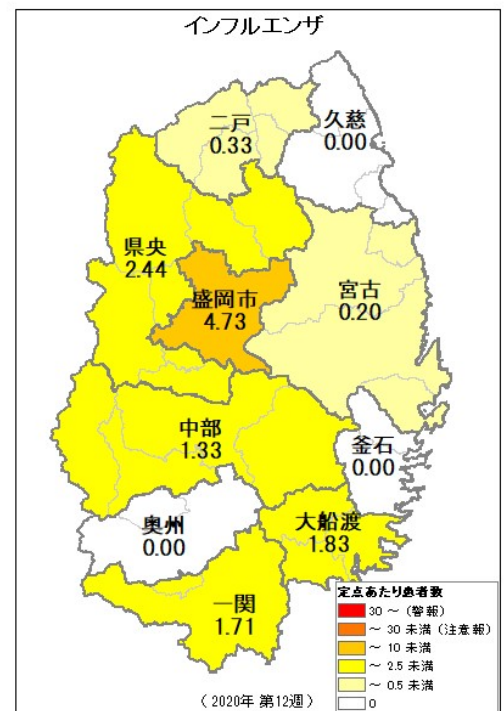 インフルエンザ
二戸
0.33
久慈
0.00
県央
2.44
盛岡市
4.73
宮古
0.20
中部
1.33
釜石
0.00
奥州
0.00
大船渡
1.83
一関
1.71
定点あたり患者数
30 ～ (警報)
～ 30 未満 (注意報)
～ 10 未満
～ 2.5 未満
～ 0.5 未満
0
（2020年 第12週）